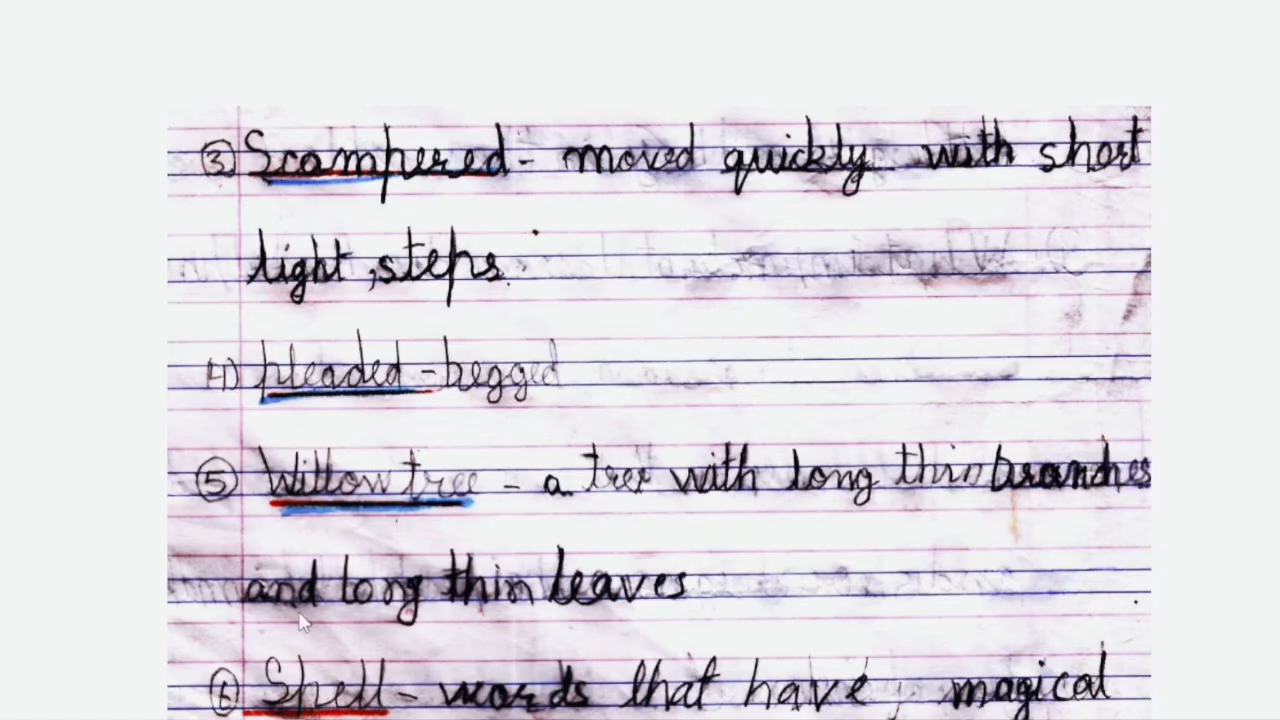 ③ Scampered - moved quickly with short
light, steps.
4) pleaded - begged
⑤ Willow tree - a tree with long thin branches
and long thin leaves
⑥ Spell - words that have, magical